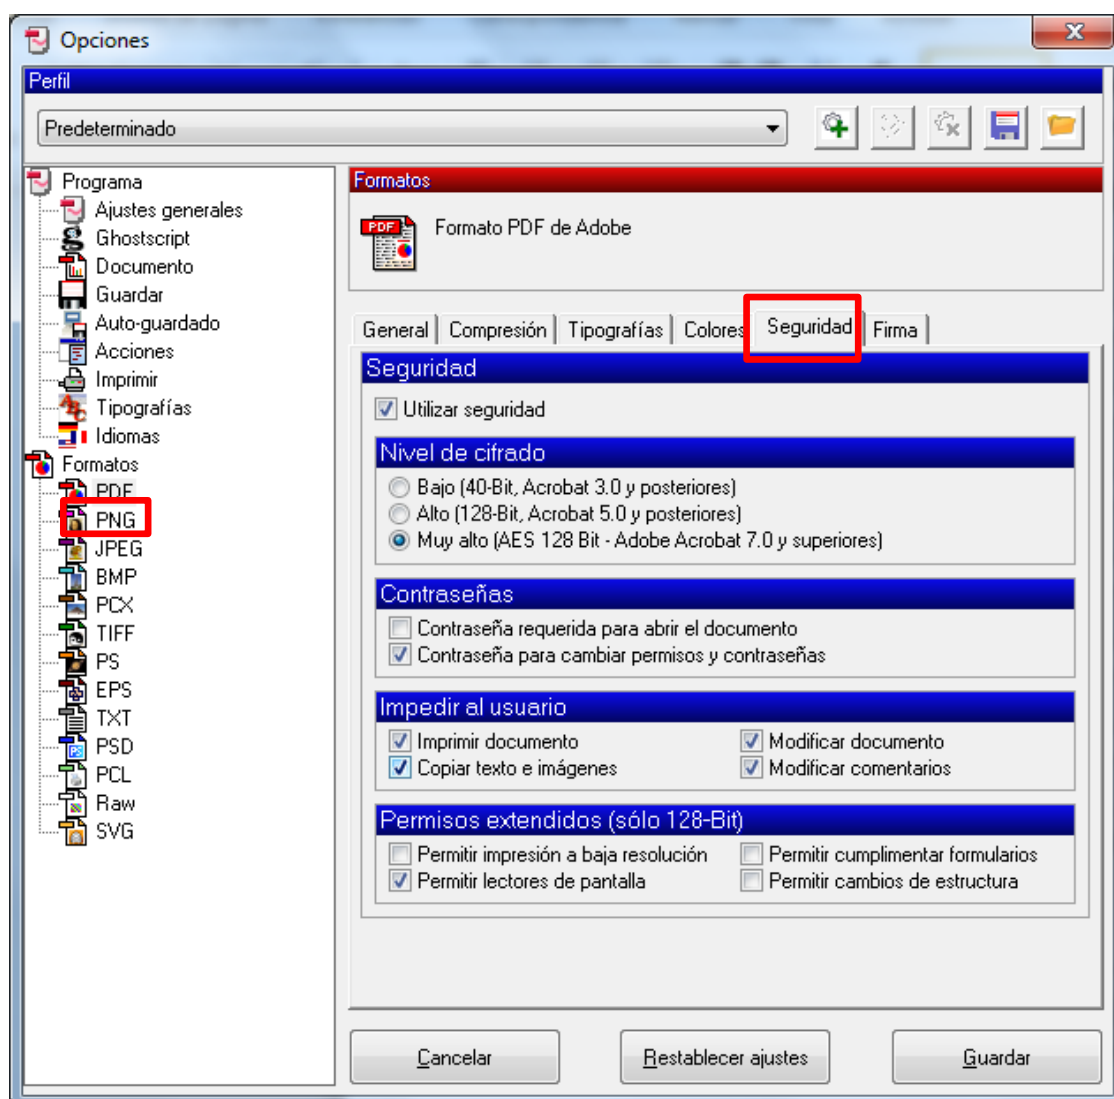 Opciones
Perfil
Predeterminado
Programa
Ajustes generales
Ghostscript
Documento
Guardar
Auto-guardado
Acciones
Imprimir
Tipografías
Idiomas
Formatos
PDF
PNG
JPEG
BMP
PCX
TIFF
PS
EPS
TXT
PSD
PCL
Raw
SVG
Formatos
PDF
Formato PDF de Adobe
General Compresión Tipografías Colores Seguridad Firma
Seguridad
Utilizar seguridad
Nivel de cifrado
Bajo (40-Bit, Acrobat 3.0 y posteriores)
Alto (128-Bit, Acrobat 5.0 y posteriores)
Muy alto (AES 128 Bit - Adobe Acrobat 7.0 y superiores)
Contraseñas
Contraseña requerida para abrir el documento
Contraseña para cambiar permisos y contraseñas
Impedir al usuario
Imprimir documento Modificar documento
Copiar texto e imágenes Modificar comentarios
Permisos extendidos (sólo 128-Bit)
Permitir impresión a baja resolución Permitir cumplimentar formularios
Permitir lectores de pantalla Permitir cambios de estructura
Cancelar Restablecer ajustes Guardar